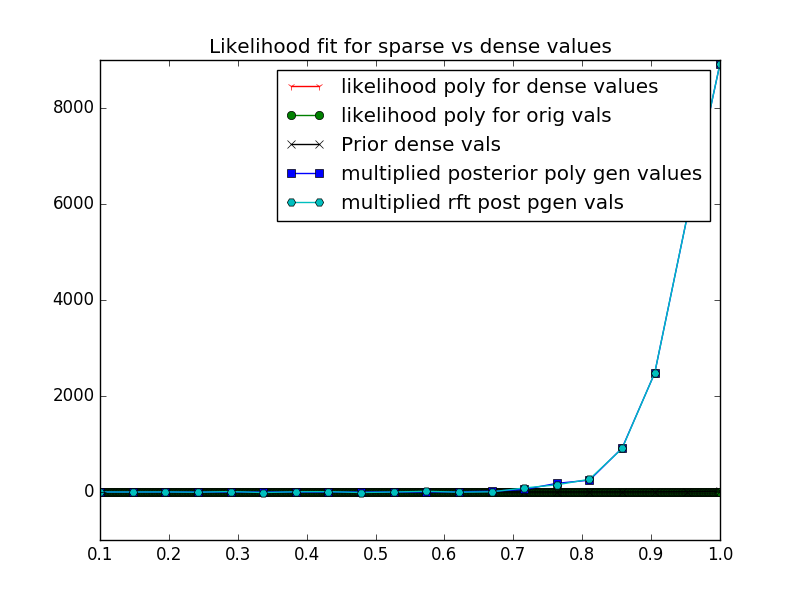 Likelihood fit for sparse vs dense values
likelihood poly for dense values
likelihood poly for orig vals
Prior dense vals
multiplied posterior poly gen values
multiplied rft post pgen vals
8000
6000
4000
2000
0
0.1 0.2 0.3 0.4 0.5 0.6 0.7 0.8 0.9 1.0